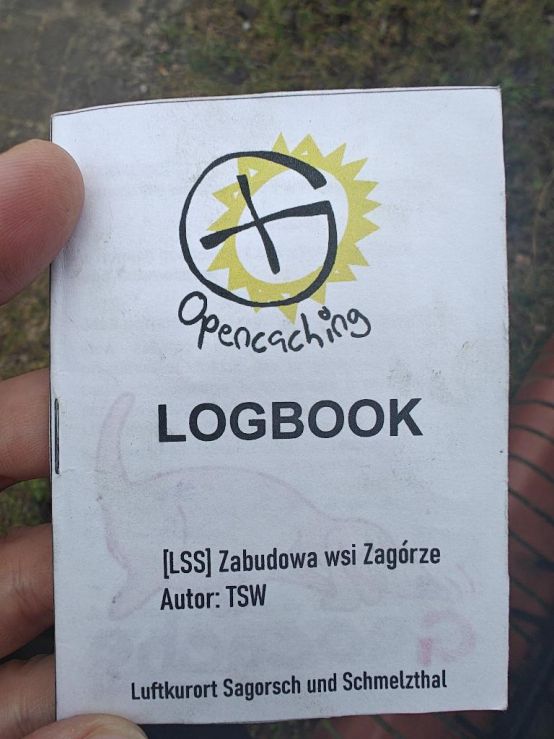 Opencaching
LOGBOOK
[LSS] Zabudowa wsi Zagórze
Autor: TSW
Luftkurort Sagorsch und Schmelzthal